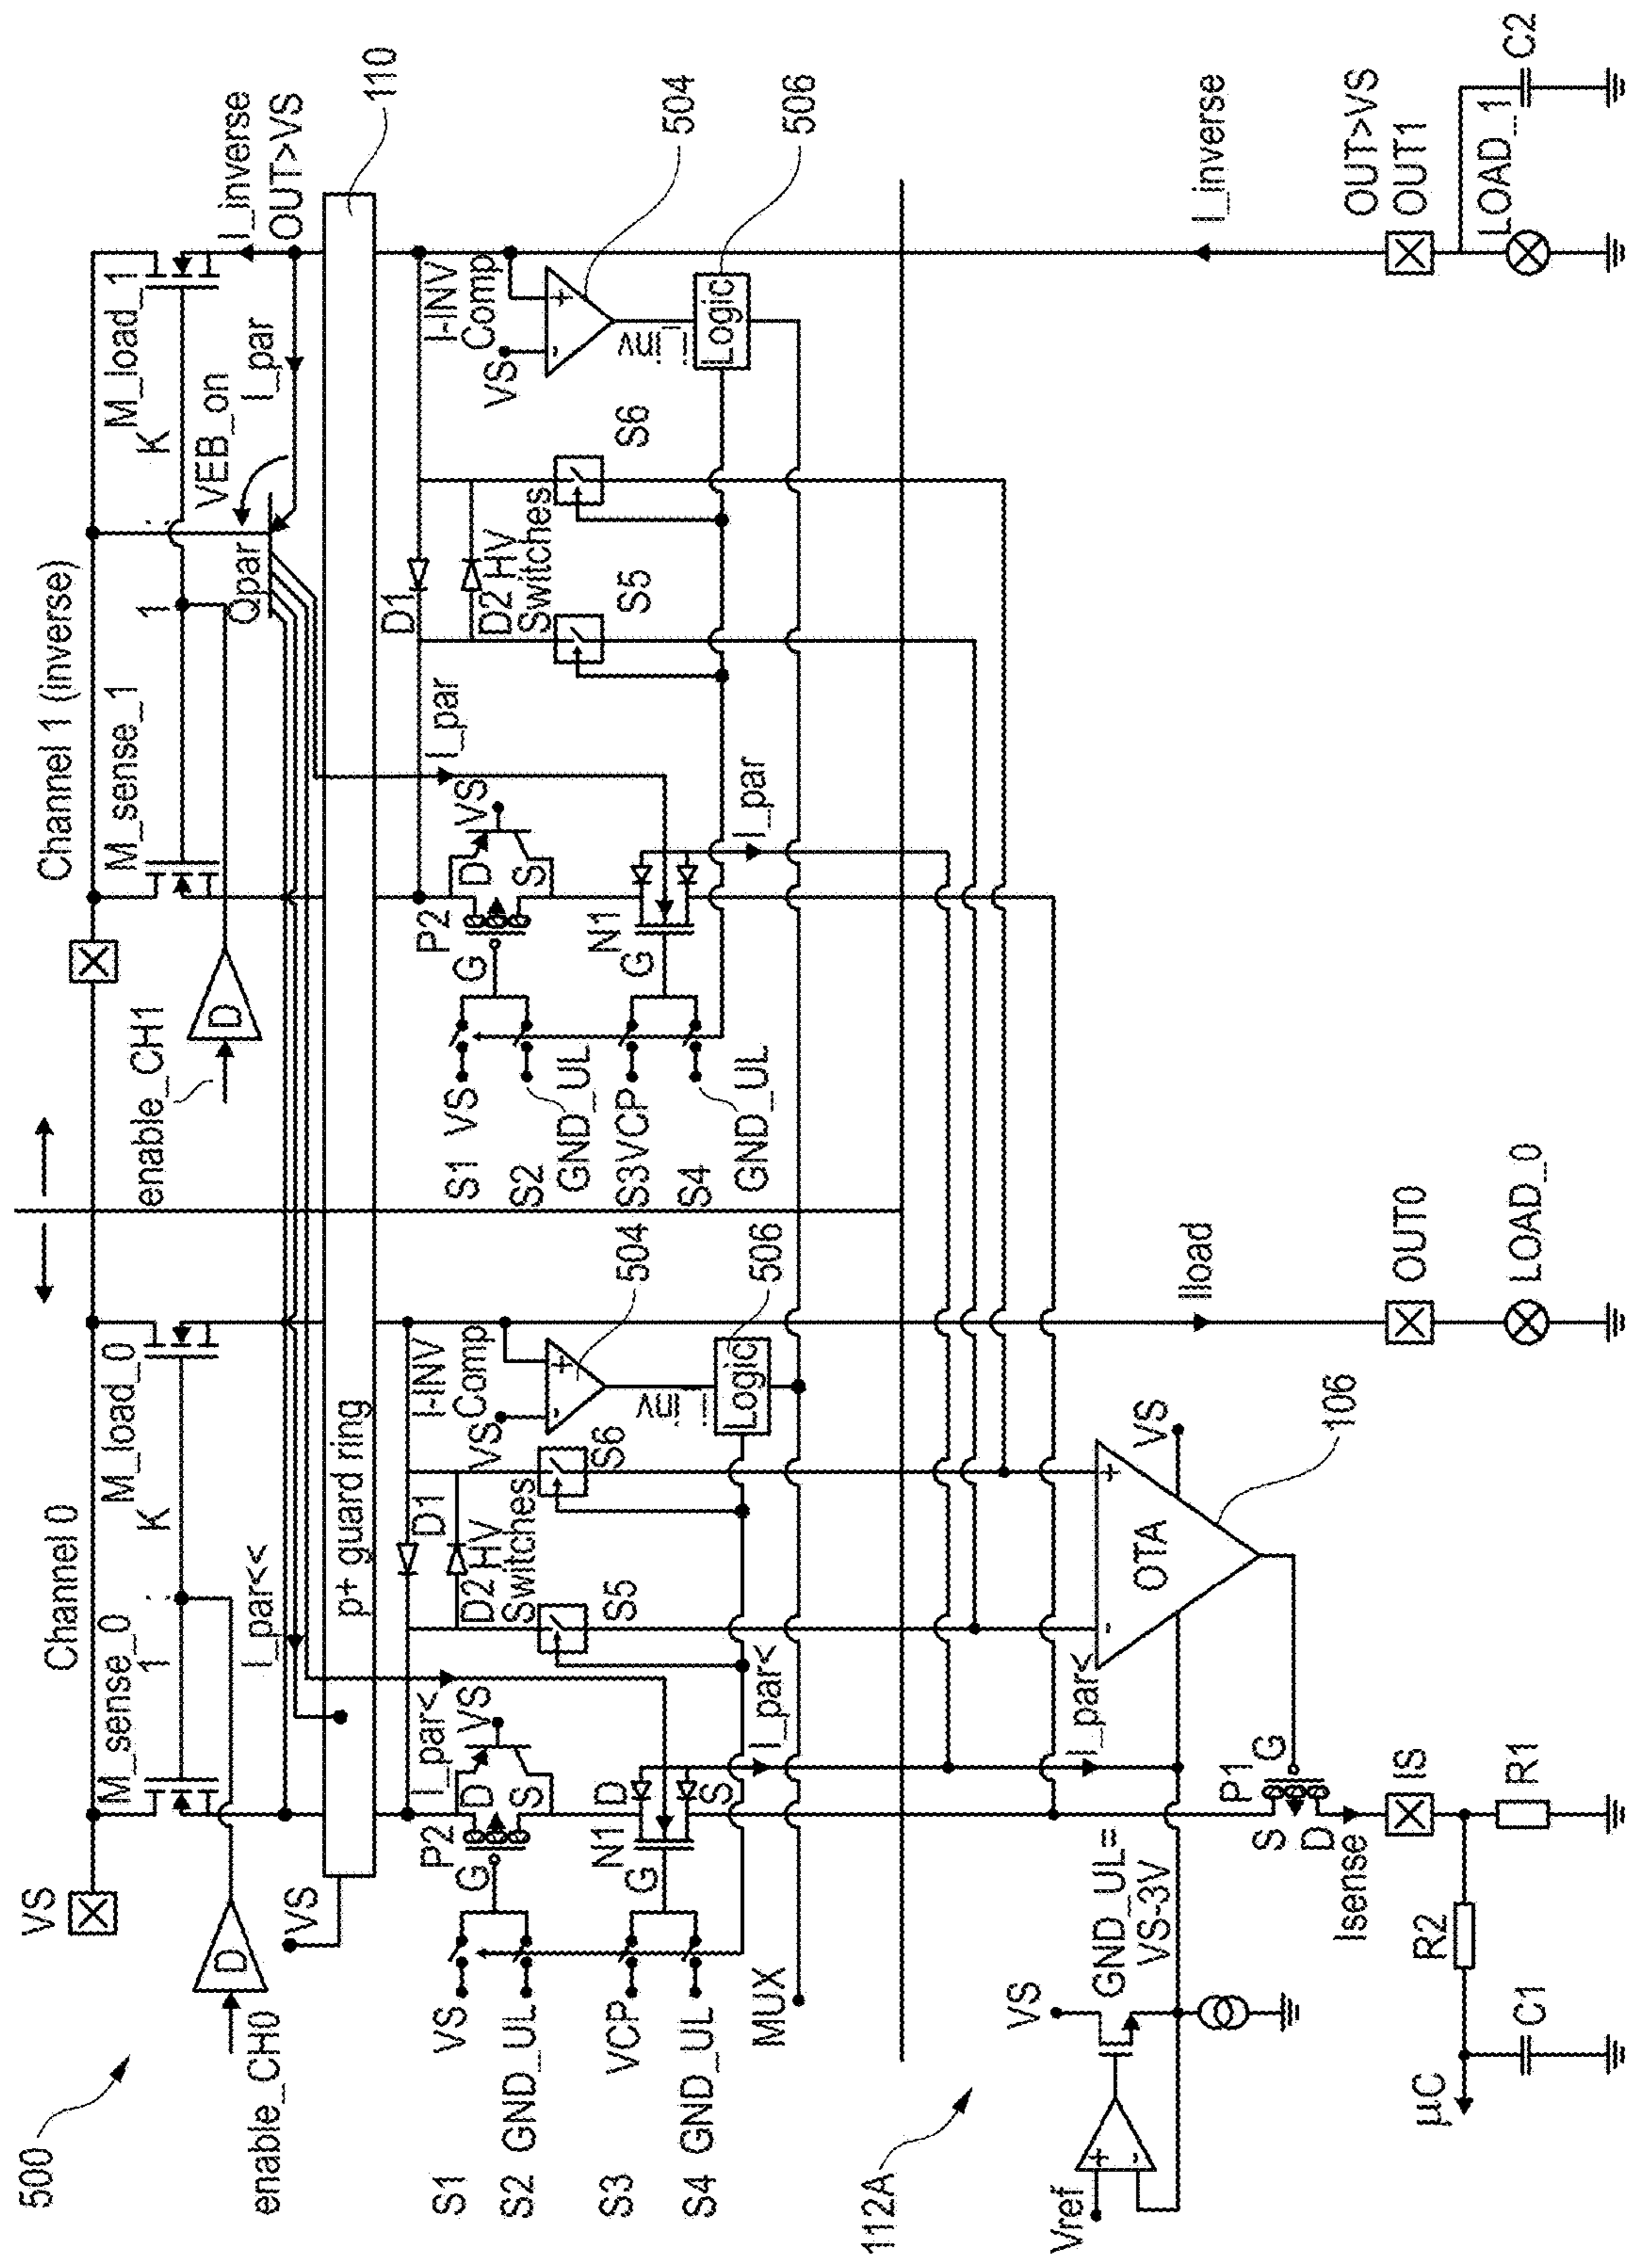 500
Channel 0
Channel 1 (inverse)
VS
M_sense_0
1
K
M_load_0
M_sense_1
1
K
M_load_1
enable_CH0
D
enable_CH1
D
I_par<<
Qpar
VEB_on
I_par
I_inverse
OUT>VS
VS
p+ guard ring
110
I_par<
VS
P2
G
D
S
D1
D2
HV
Switches
S5
S6
I-INV
Comp
VS
+
-
504
i_inv
Logic
506
S1
VS
S2
GND_UL
S3
VCP
S4
GND_UL
N1
G
D
S
I_par<
MUX
I_par
VS
P2
G
D
S
D1
D2
HV
Switches
S5
S6
I-INV
Comp
VS
+
-
504
i_inv
Logic
506
S1
VS
S2
GND_UL
S3
VCP
S4
GND_UL
N1
G
I_par
112A
Vref
+
-
VS
GND_UL=
VS-3V
I_par<
-
+
OTA
VS
106
P1
G
S
D
Isense
IS
R1
R2
C1
µC
Iload
OUT0
LOAD_0
I_inverse
OUT>VS
OUT1
LOAD_1
C2